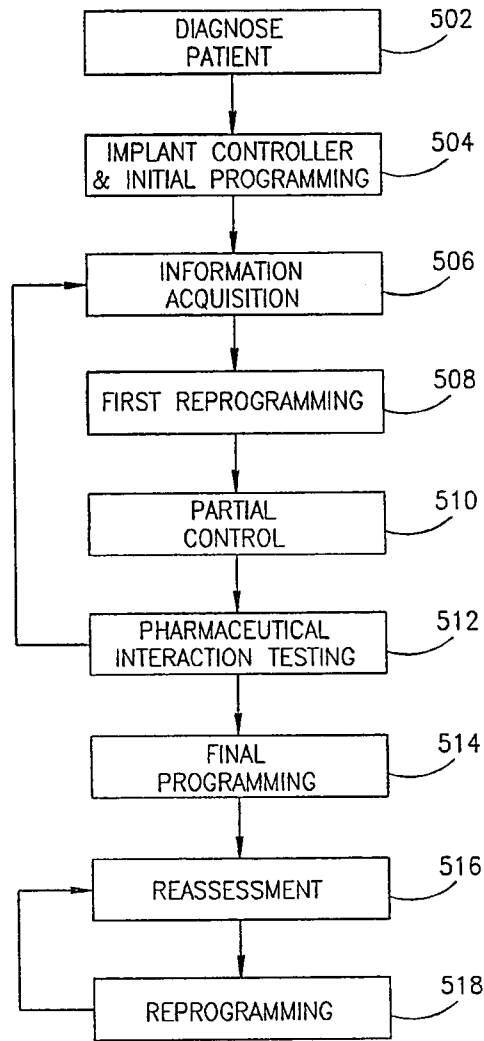 DIAGNOSE
PATIENT
502
IMPLANT CONTROLLER
& INITIAL PROGRAMMING
504
INFORMATION
ACQUISITION
506
FIRST REPROGRAMMING
508
PARTIAL
CONTROL
510
PHARMACEUTICAL
INTERACTION TESTING
512
FINAL
PROGRAMMING
514
REASSESSMENT
516
REPROGRAMMING
518